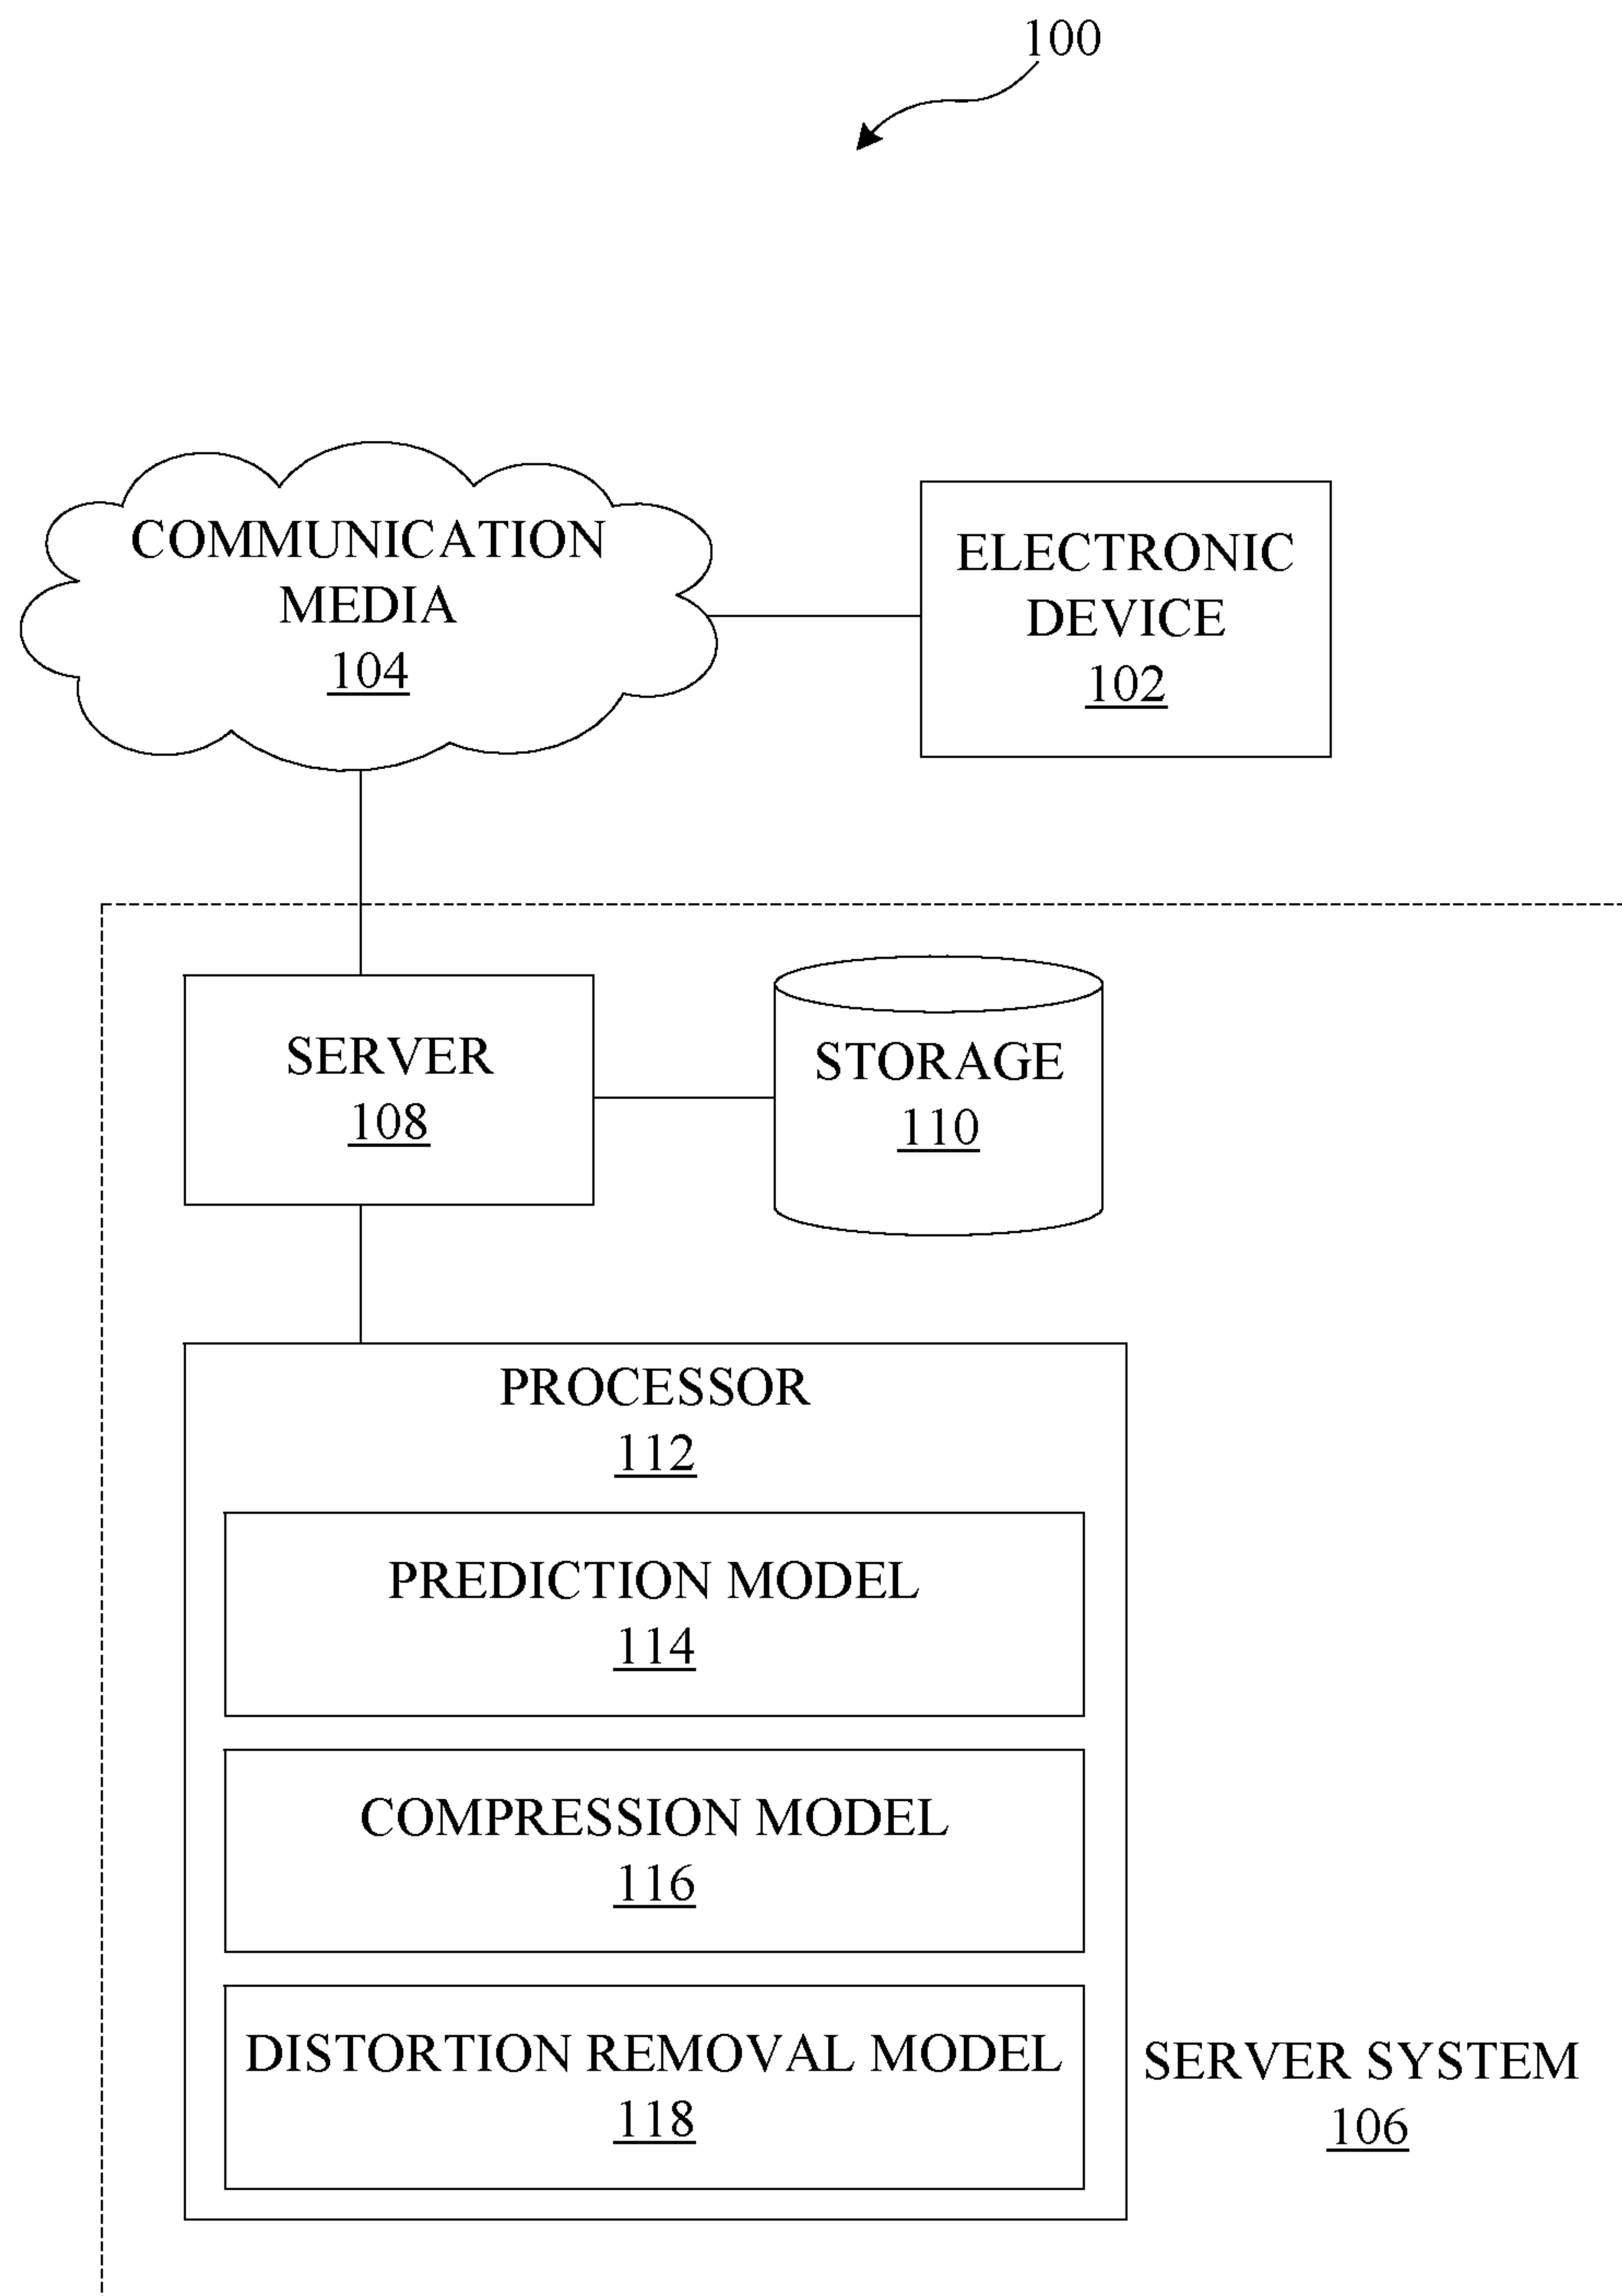 100
COMMUNICATION
MEDIA
104
ELECTRONIC
DEVICE
102
SERVER
108
STORAGE
110
PROCESSOR
112
PREDICTION MODEL
114
COMPRESSION MODEL
116
DISTORTION REMOVAL MODEL
118
SERVER SYSTEM
106